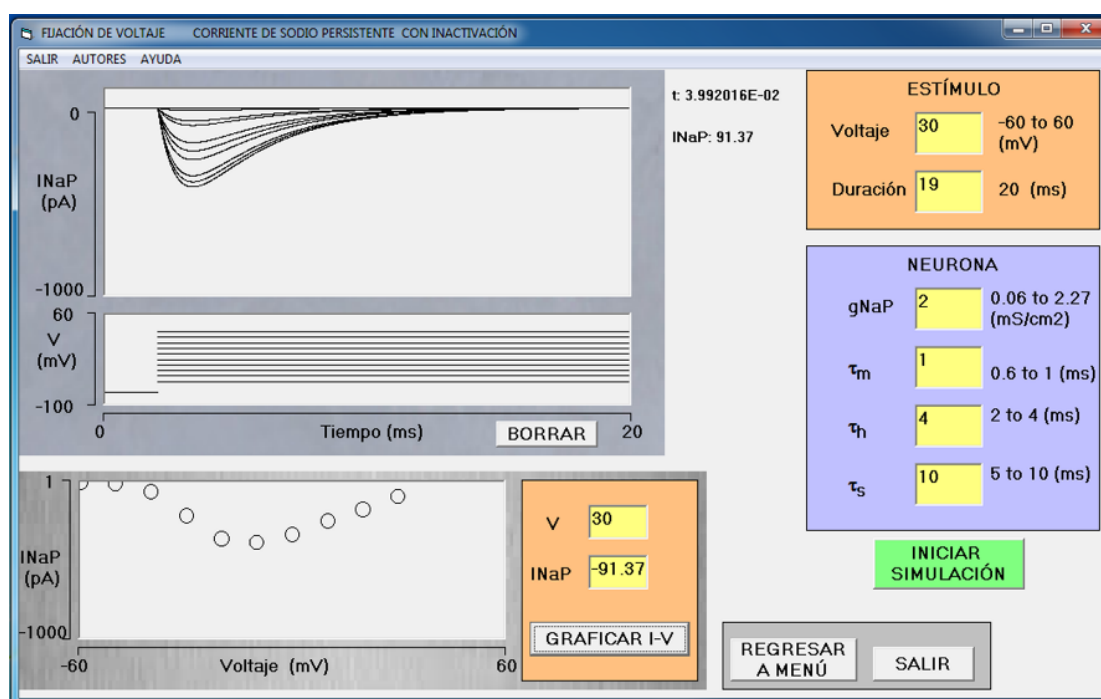 FIJACIÓN DE VOLTAJE CORRIENTE DE SODIO PERSISTENTE CON INACTIVACIÓN
SALIR AUTORES AYUDA
0
INaP
(pA)
-1000
60
V
(mV)
-100
0
Tiempo (ms)
BORRAR
20
t: 3.992016E-02
INaP: 91.37
ESTÍMULO
Voltaje 30 -60 to 60
(mV)
Duración 19 20 (ms)
NEURONA
gNaP 2 0.06 to 2.27
(mS/cm2)
τm 1 0.6 to 1 (ms)
τh 4 2 to 4 (ms)
τs 10 5 to 10 (ms)
INICIAR
SIMULACIÓN
1
INaP
(pA)
-1000
-60
Voltaje (mV)
60
V 30
INaP -91.37
GRAFICAR I-V
REGRESAR
A MENÚ
SALIR